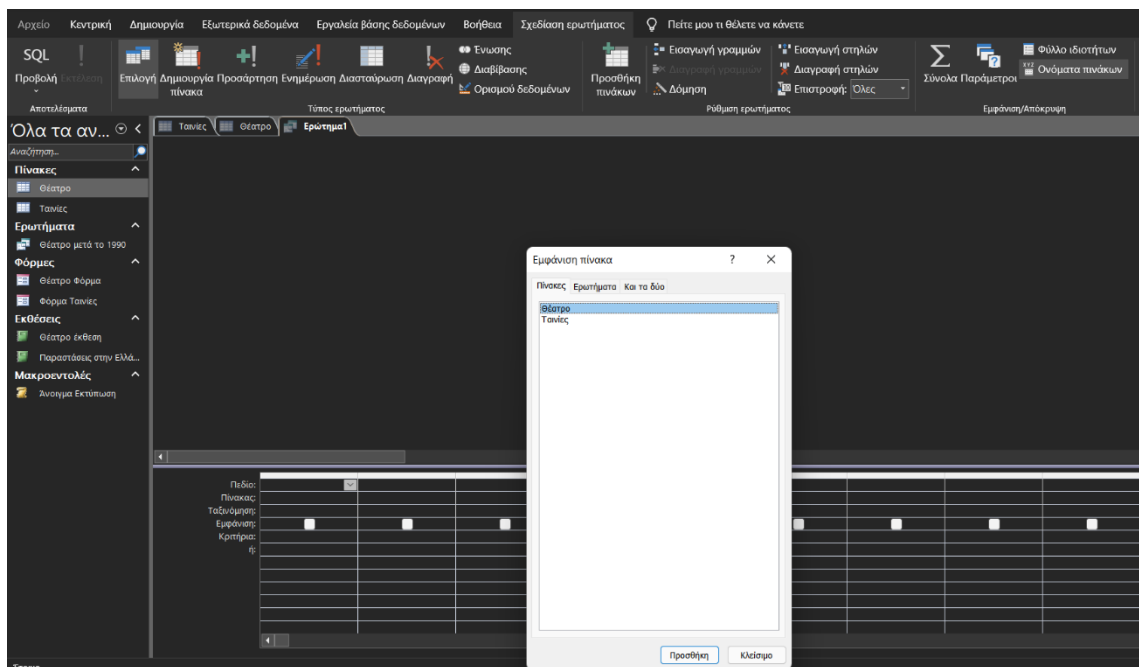 Αρχείο Κεντρική Δημιουργία Εξωτερικά δεδομένα Εργαλεία βάσης δεδομένων Βοήθεια Σχεδίαση ερωτήματος Πείτε μου τι θέλετε να κάνετε
SQL
Προβολή Εκτέλεση
Αποτελέσματα
Επιλογή Δημιουργία πίνακα Προσάρτηση Ενημέρωση Διασταύρωση Διαγραφή
Ένωσης
Διαβίβασης
Ορισμού δεδομένων
Τύπος ερωτήματος
Προσθήκη πινάκων
Εισαγωγή γραμμών
Διαγραφή γραμμών
Δόμηση
Εισαγωγή στηλών
Διαγραφή στηλών
Επιστροφή: Όλες
Ρύθμιση ερωτήματος
Σύνολα Παράμετροι
Φύλλο ιδιοτήτων
Ονόματα πινάκων
Εμφάνιση/Απόκρυψη
Όλα τα αν...
Αναζήτηση...
Πίνακες
Θέατρο
Ταινίες
Ερωτήματα
Θέατρο μετά το 1990
Φόρμες
Θέατρο Φόρμα
Φόρμα Ταινίες
Εκθέσεις
Θέατρο έκθεση
Παραστάσεις στην Ελλά...
Μακροεντολές
Άνοιγμα Εκτύπωση
Ταινίες Θέατρο Ερώτημα1
Εμφάνιση πίνακα ?
Πίνακες Ερωτήματα Και τα δύο
Θέατρο
Ταινίες
Προσθήκη Κλείσιμο
Πεδίο:
Πίνακας:
Ταξινόμηση:
Εμφάνιση:
Κριτήρια:
ή: